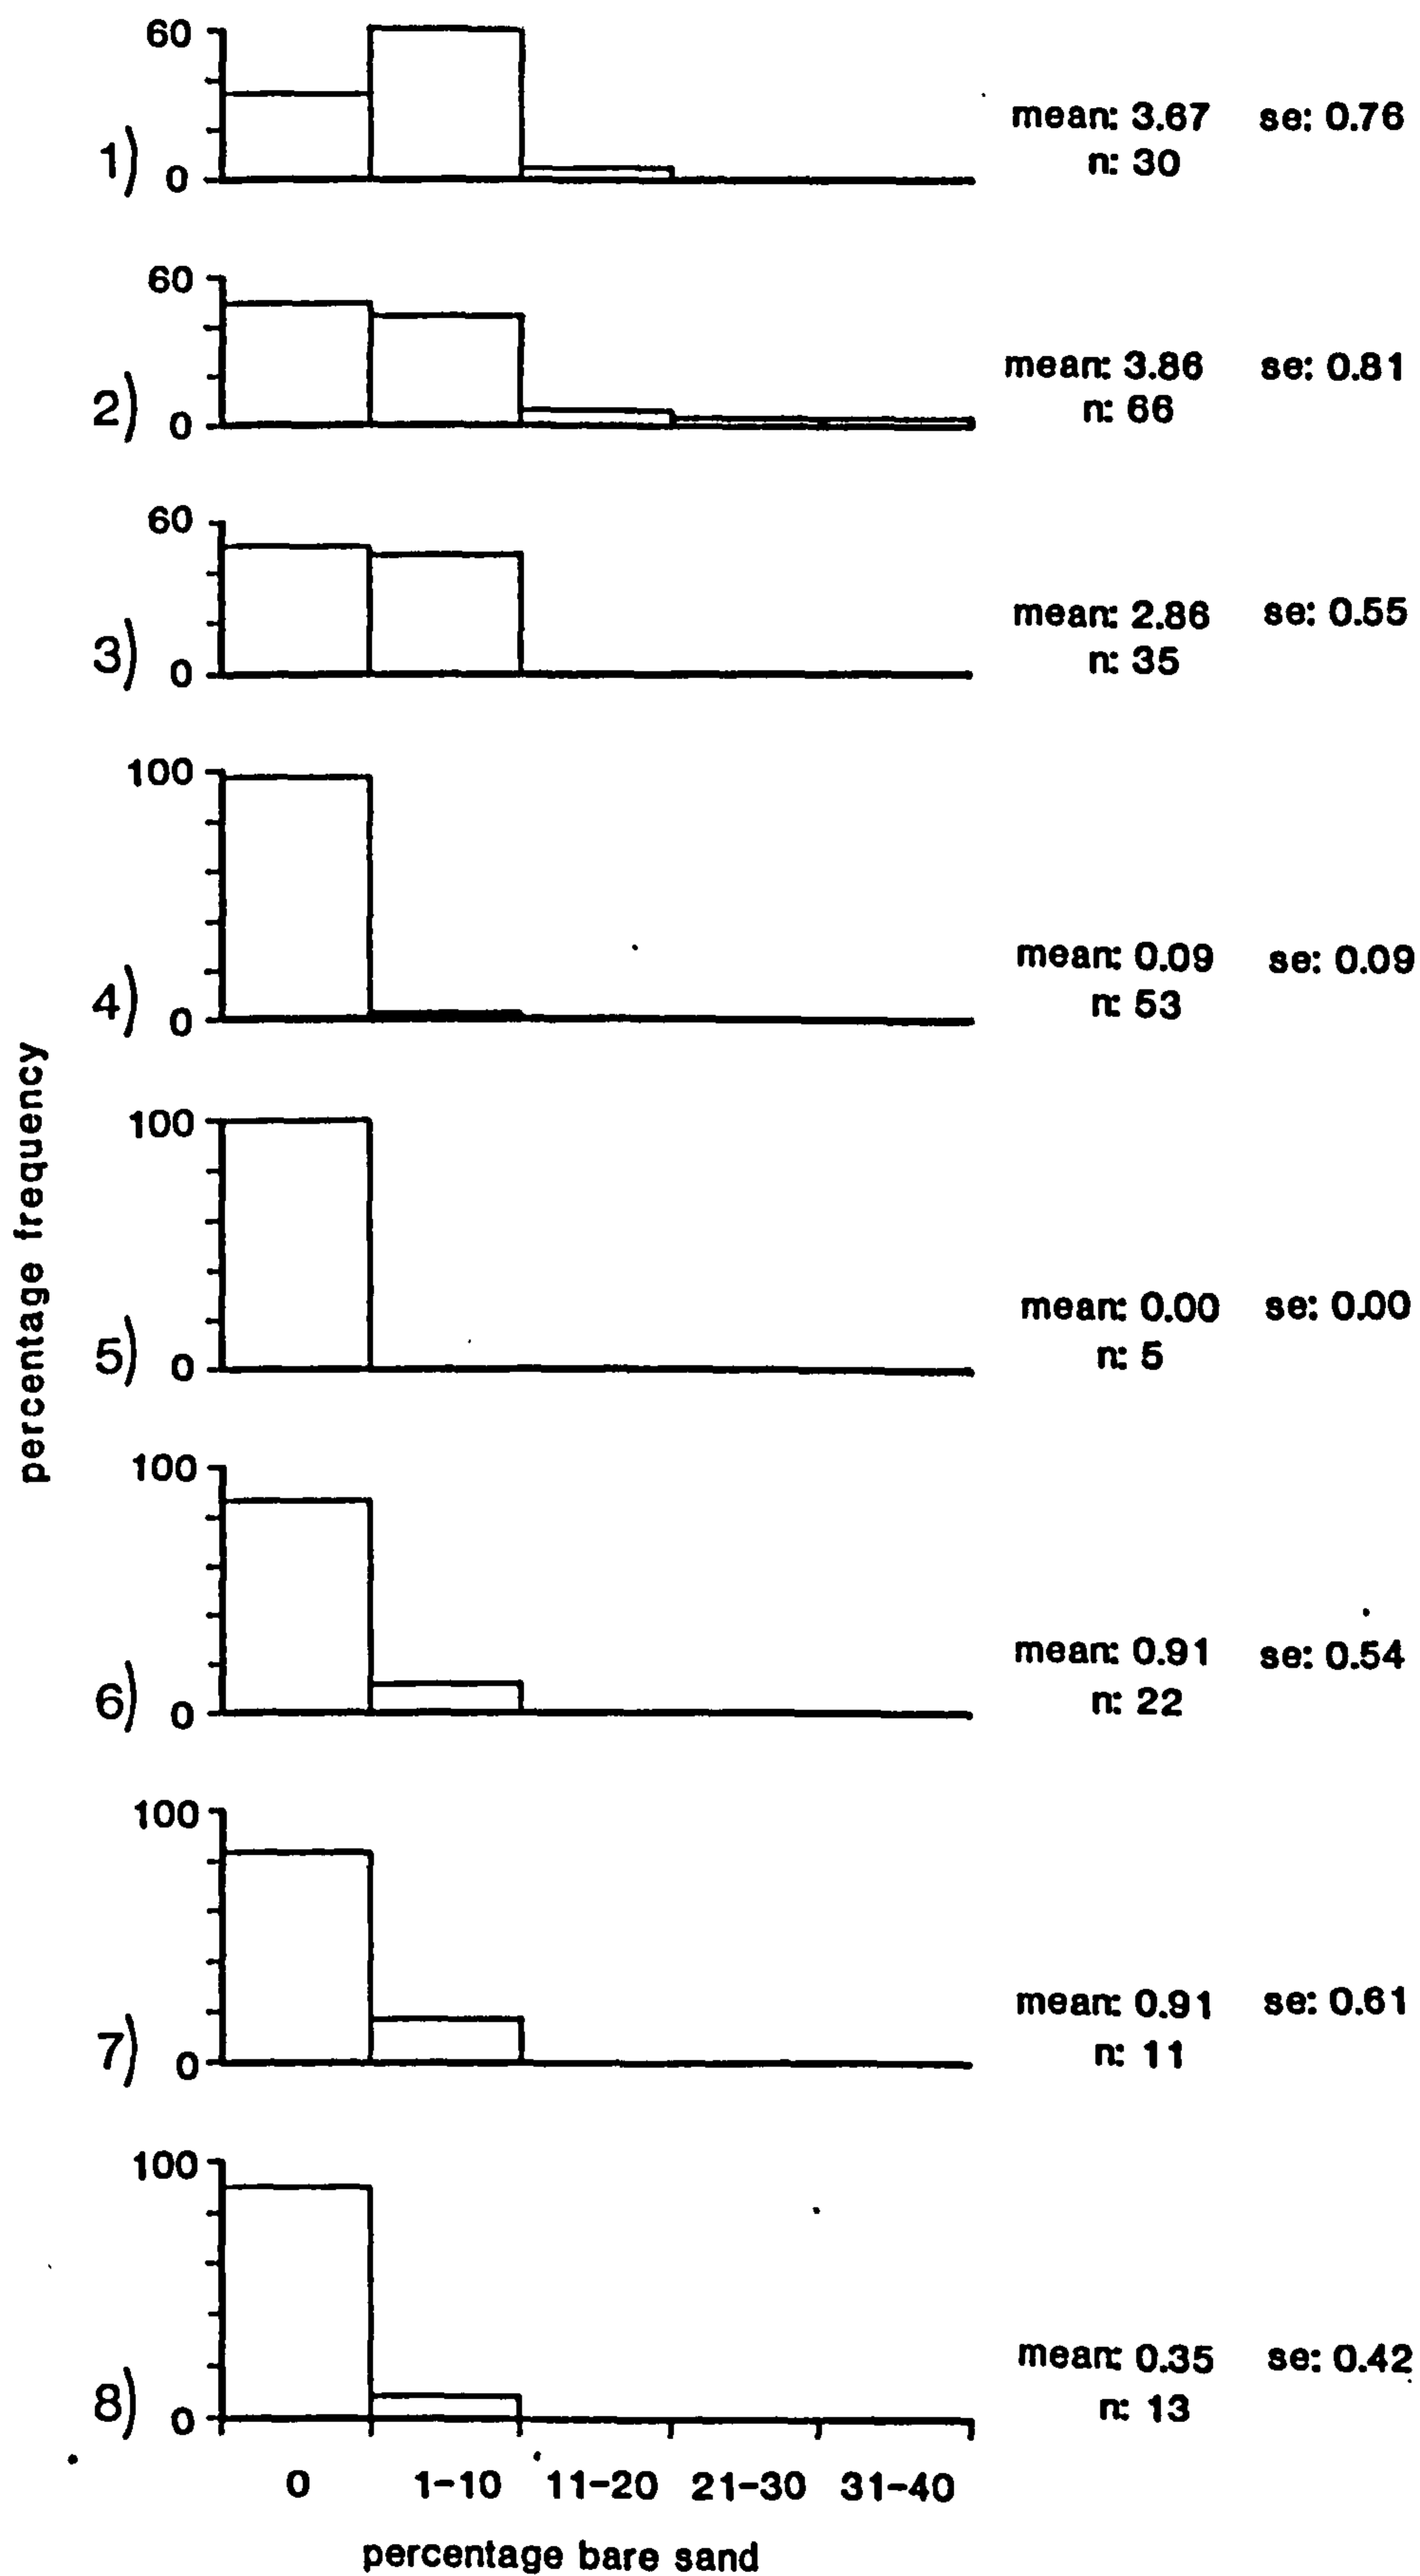 60
mean: 3.67 se: 0.76
1) 0
n: 30
60
mean: 3.86 se: 0.81
2) 0
n: 66
60
mean: 2.86 se: 0.55
3) 0
n: 35
100
mean: 0.09 se: 0.09
4) 0
n: 53
percentage frequency
100
mean: 0.00 se: 0.00
5) 0
n: 5
100
mean: 0.91 se: 0.54
6) 0
n: 22
100
mean: 0.91 se: 0.61
7) 0
n: 11
100
mean: 0.35 se: 0.42
8) 0
n: 13
0 1-10 11-20 21-30 31-40
percentage bare sand